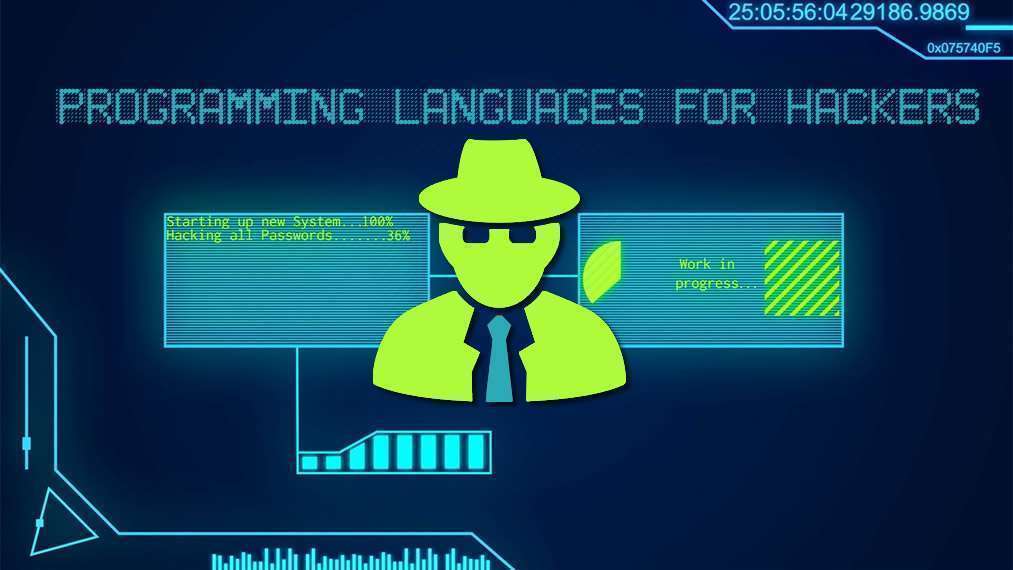 25:05:56:0429186.9869
0x075740F5
PROGRAMMING LANGUAGES FOR HACKERS
Starting up new System...100%
Hacking all Passwords.......36%
Work in
progress...